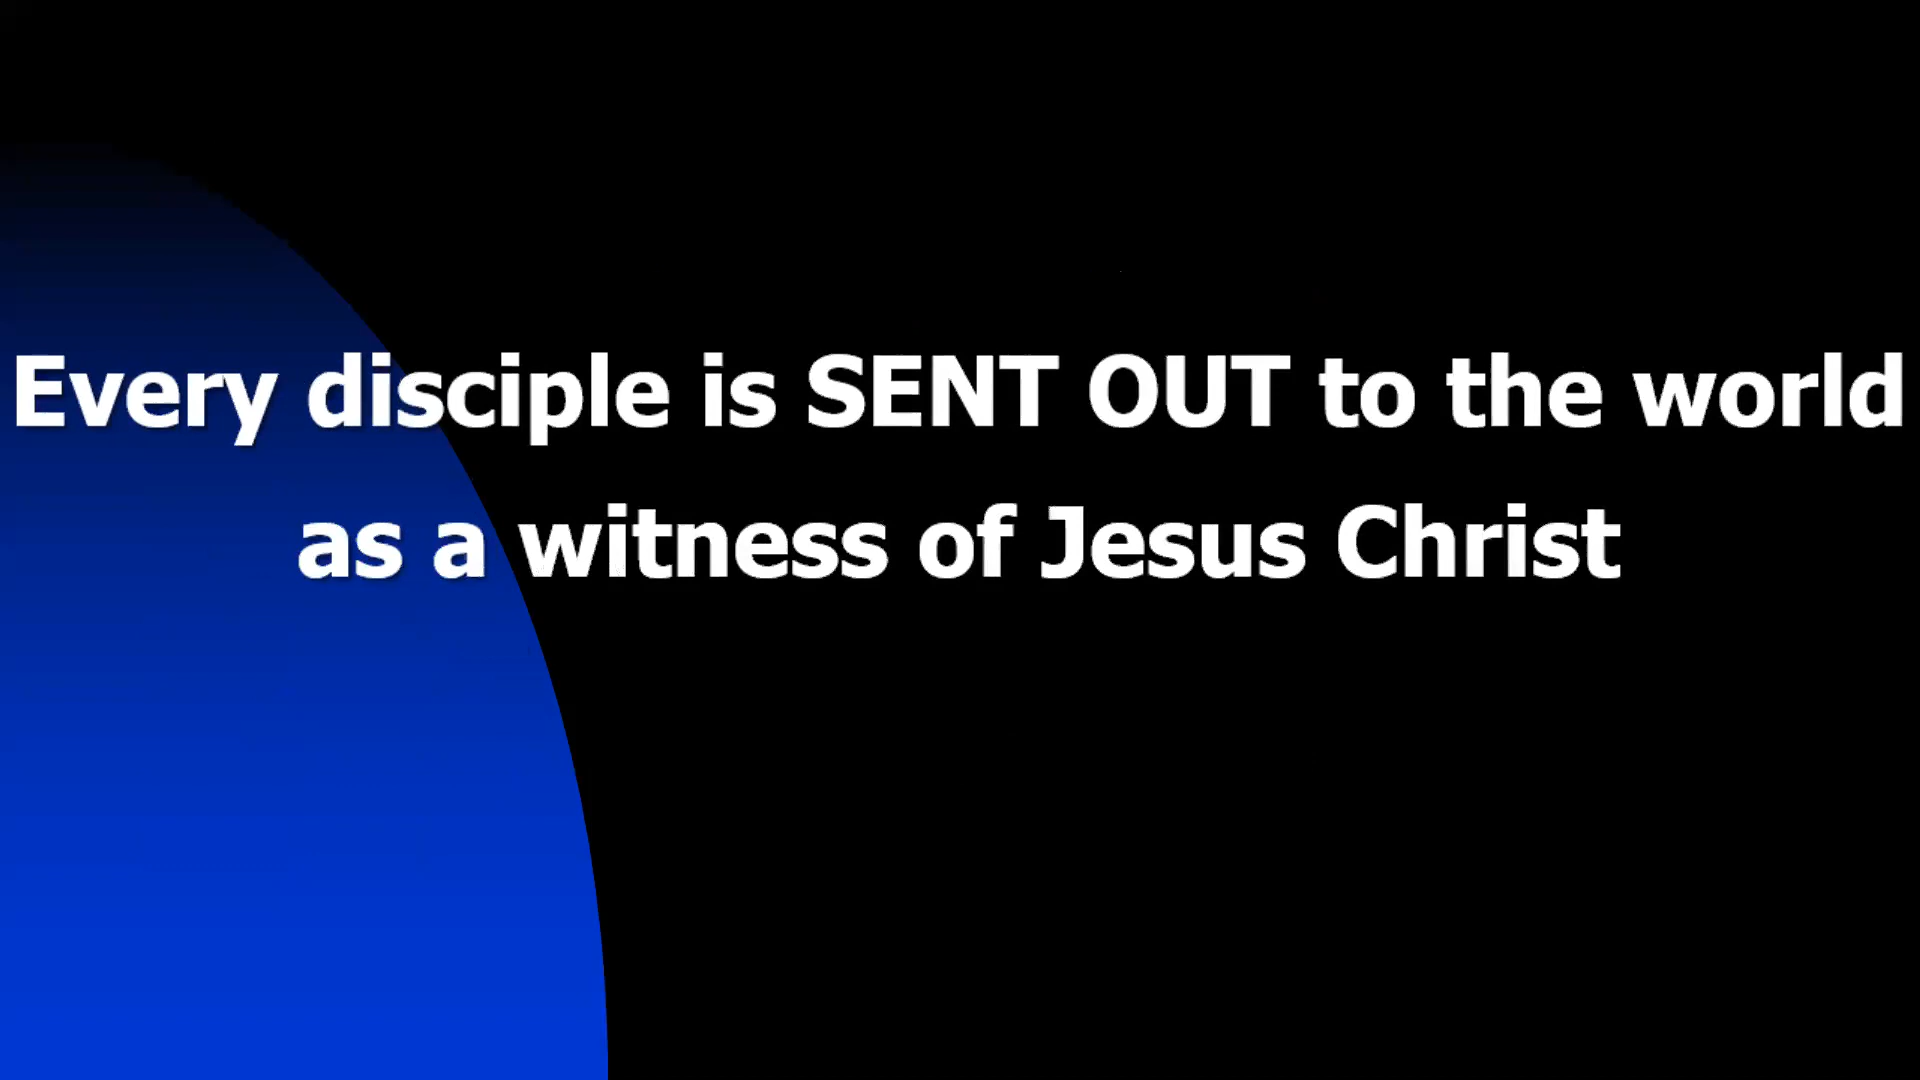 Every disciple is SENT OUT to the world
as a witness of Jesus Christ